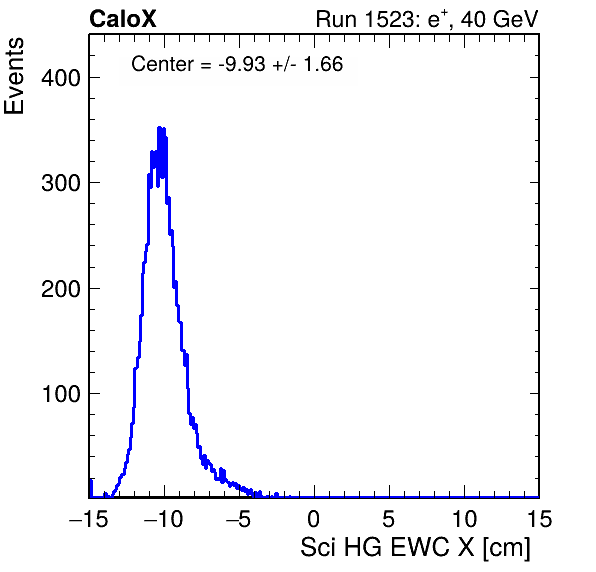 CaloX Run 1523: e⁺, 40 GeV
Center = -9.93 +/- 1.66
Events
400
300
200
100
−15 −10 −5 0 5 10 15
Sci HG EWC X [cm]